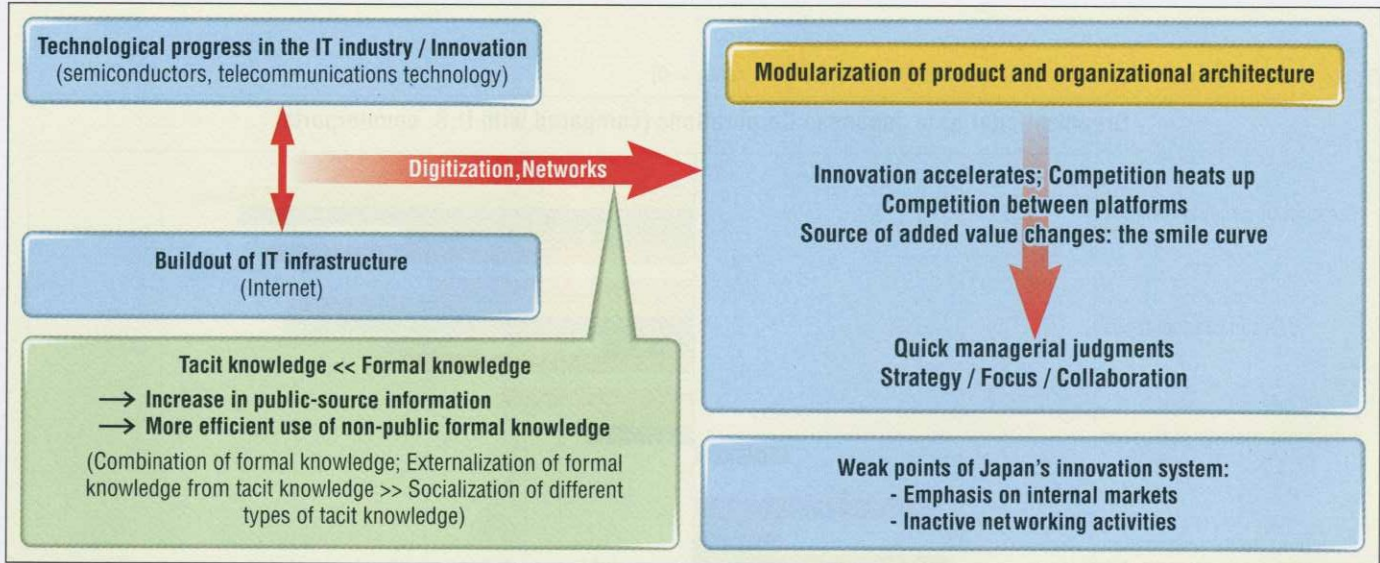 Technological progress in the IT industry / Innovation
(semiconductors, telecommunications technology)
Digitization,Networks
Buildout of IT infrastructure
(Internet)
Tacit knowledge << Formal knowledge
→ Increase in public-source information
→ More efficient use of non-public formal knowledge
(Combination of formal knowledge; Externalization of formal
knowledge from tacit knowledge >> Socialization of different
types of tacit knowledge)
Modularization of product and organizational architecture
Innovation accelerates; Competition heats up
Competition between platforms
Source of added value changes: the smile curve
Quick managerial judgments
Strategy / Focus / Collaboration
Weak points of Japan's innovation system:
- Emphasis on internal markets
- Inactive networking activities